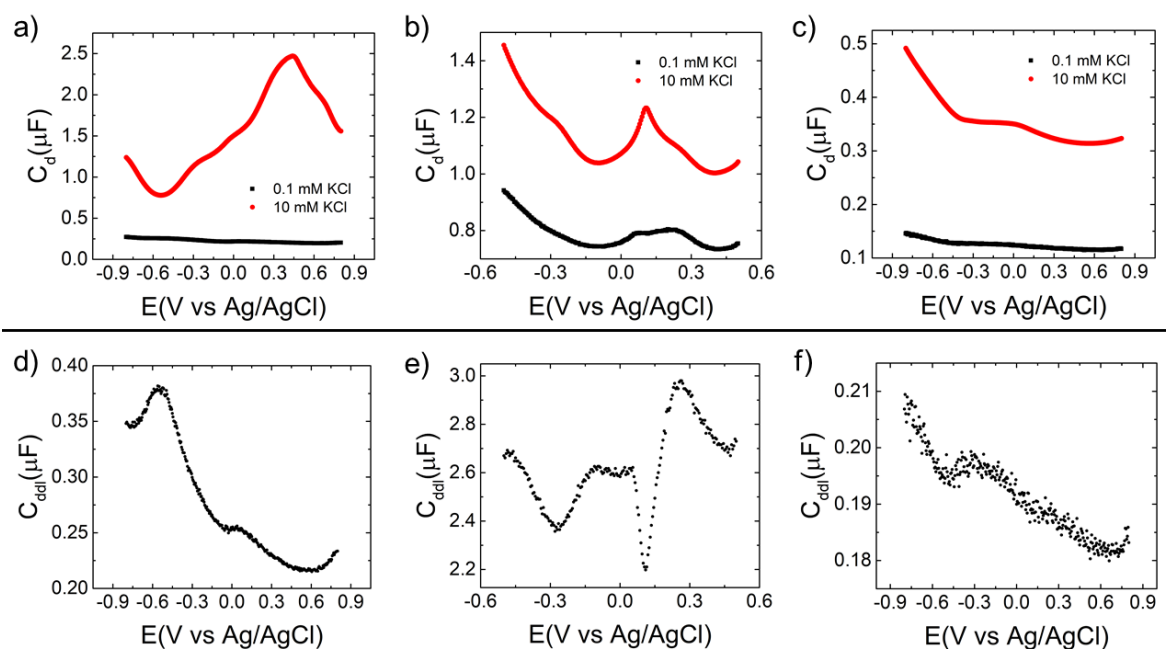 a)
C_d(μF)
2.5
2.0
1.5
1.0
0.5
0.0
0.1 mM KCl
10 mM KCl
-0.9 -0.6 -0.3 0.0 0.3 0.6 0.9
E(V vs Ag/AgCl)
b)
C_d(μF)
1.4
1.2
1.0
0.8
0.1 mM KCl
10 mM KCl
-0.6 -0.3 0.0 0.3 0.6
E(V vs Ag/AgCl)
c)
C_d(μF)
0.5
0.4
0.3
0.2
0.1
0.1 mM KCl
10 mM KCl
-0.9 -0.6 -0.3 0.0 0.3 0.6 0.9
E(V vs Ag/AgCl)
d)
C_ddl(μF)
0.40
0.35
0.30
0.25
0.20
-0.9 -0.6 -0.3 0.0 0.3 0.6 0.9
E(V vs Ag/AgCl)
e)
C_ddl(μF)
3.0
2.8
2.6
2.4
2.2
-0.6 -0.3 0.0 0.3 0.6
E(V vs Ag/AgCl)
f)
C_ddl(μF)
0.21
0.20
0.19
0.18
-0.9 -0.6 -0.3 0.0 0.3 0.6 0.9
E(V vs Ag/AgCl)